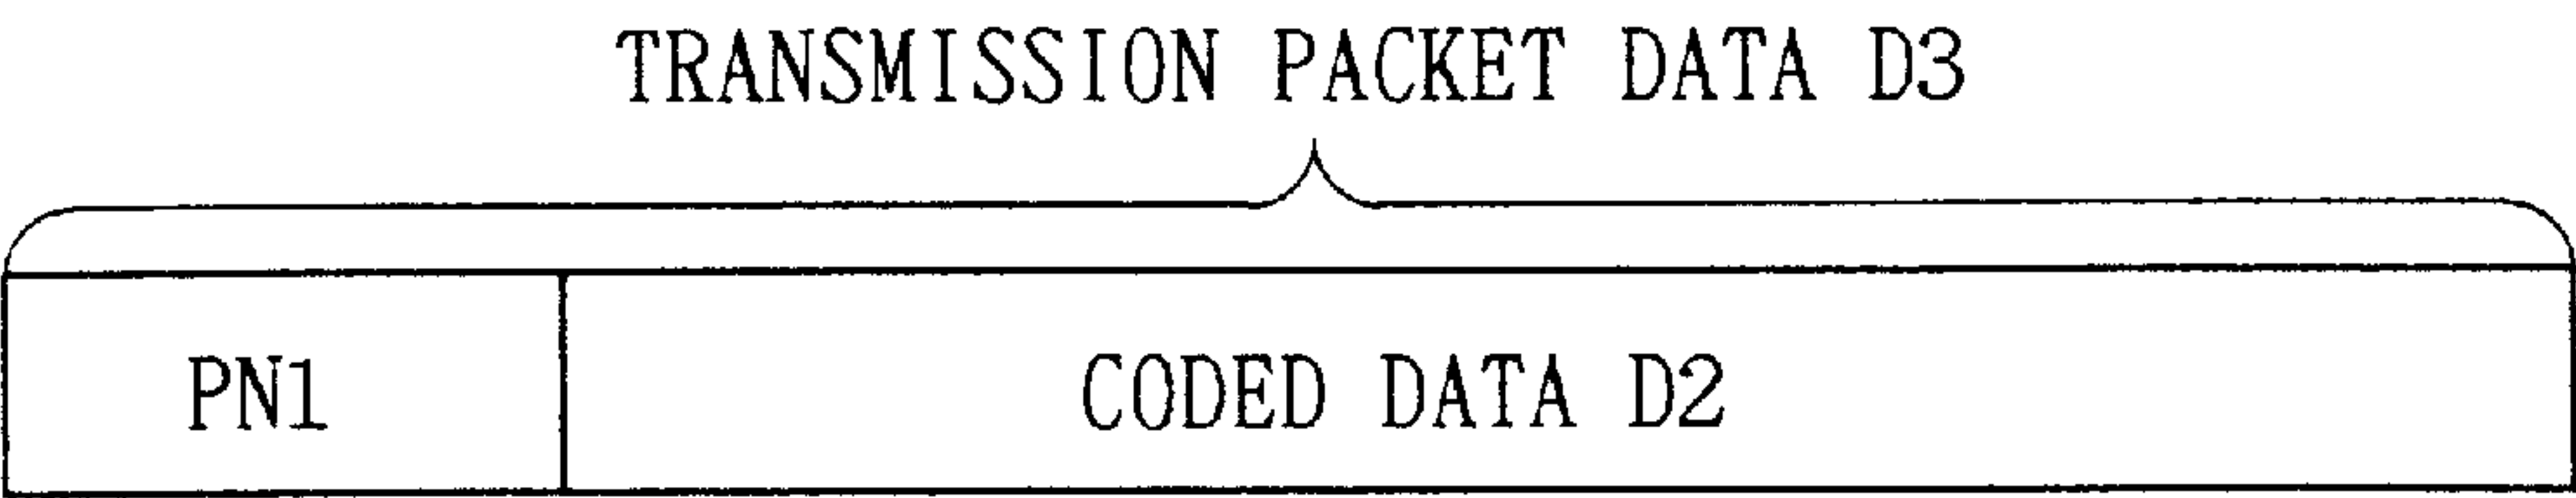 TRANSMISSION PACKET DATA D3
PN1 CODED DATA D2